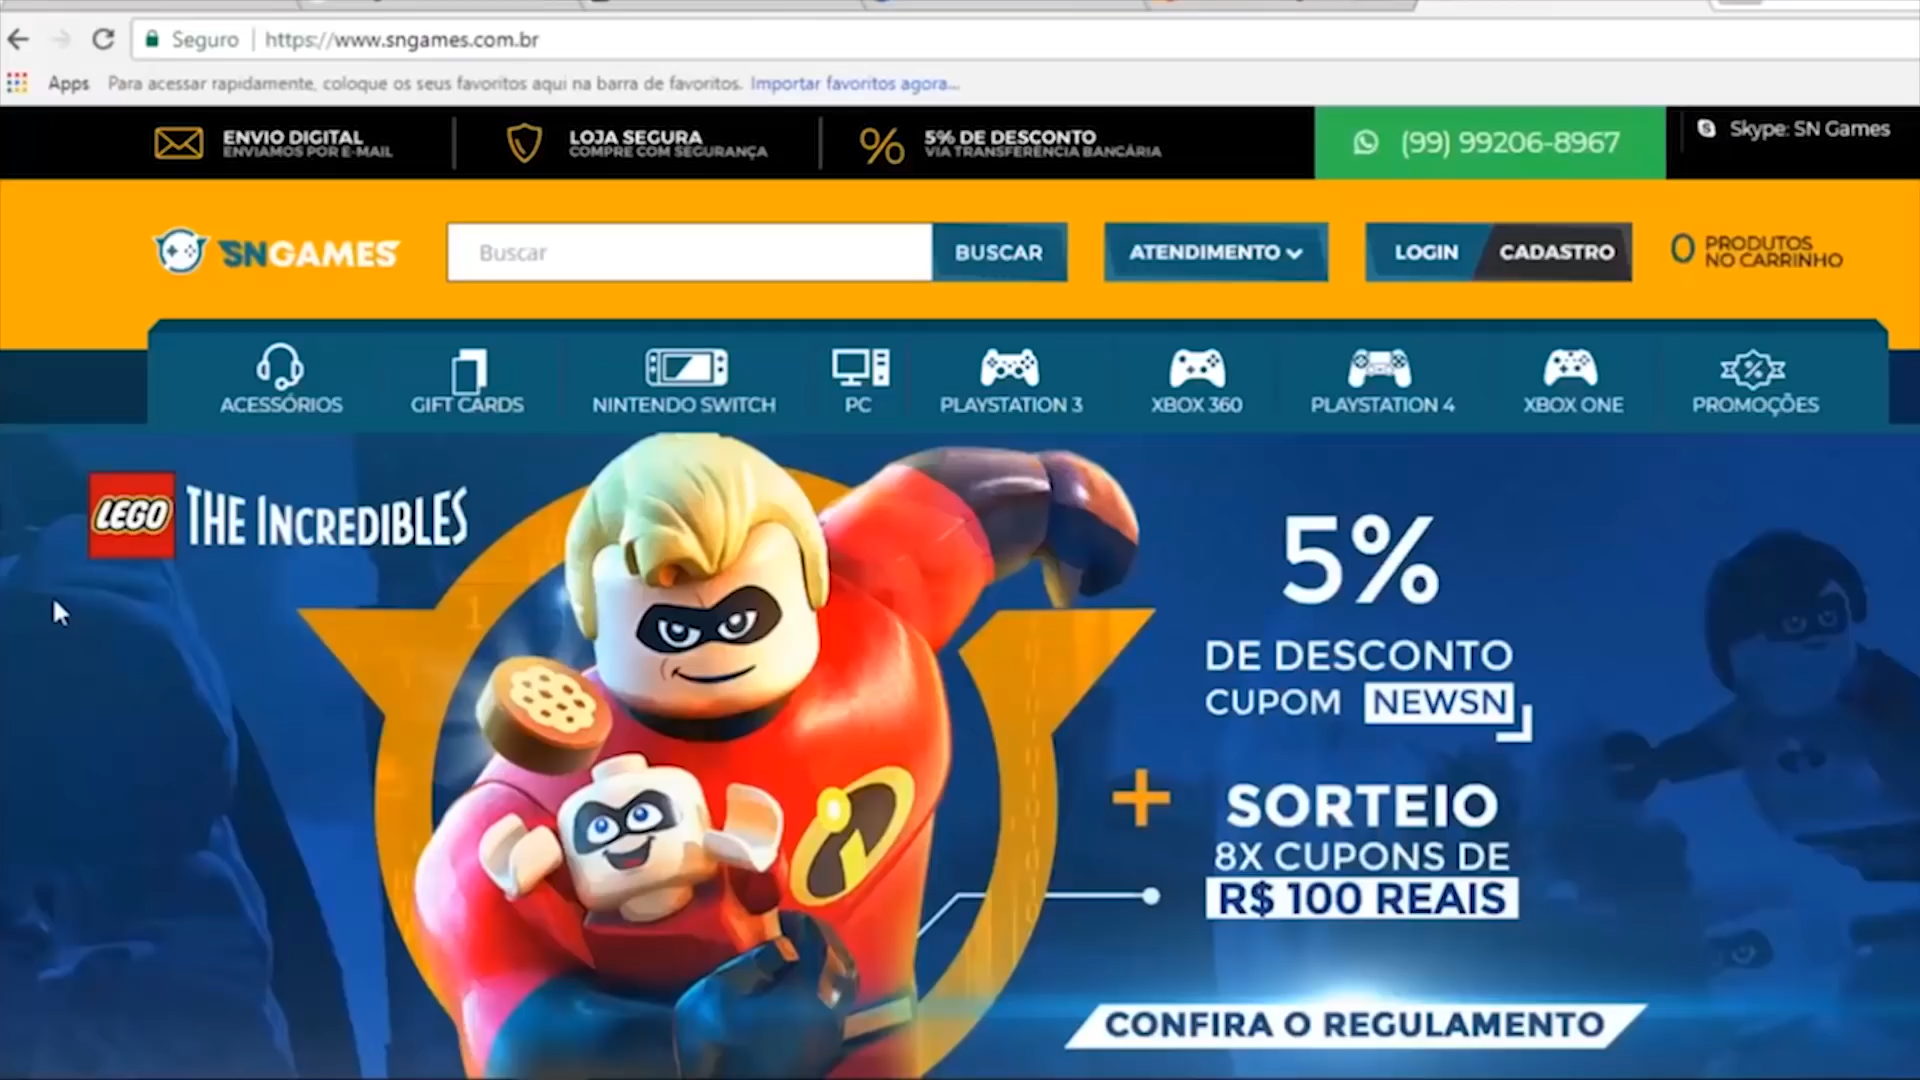 Seguro | https://www.sngames.com.br
Apps Para acessar rapidamente, coloque os seus favoritos aqui na barra de favoritos. Importar favoritos agora...
ENVIO DIGITAL
ENVIAMOS POR E-MAIL
LOJA SEGURA
COMPRE COM SEGURANÇA
5% DE DESCONTO
VIA TRANSFERENCIA BANCÁRIA
(99) 99206-8967
Skype: SN Games
SNGAMES
Buscar
BUSCAR
ATENDIMENTO
LOGIN
CADASTRO
0 PRODUTOS
NO CARRINHO
ACESSÓRIOS
GIFT CARDS
NINTENDO SWITCH
PC
PLAYSTATION 3
XBOX 360
PLAYSTATION 4
XBOX ONE
PROMOÇÕES
LEGO THE INCREDIBLES
5%
DE DESCONTO
CUPOM NEWSN
+ SORTEIO
8X CUPONS DE
R$ 100 REAIS
CONFIRA O REGULAMENTO